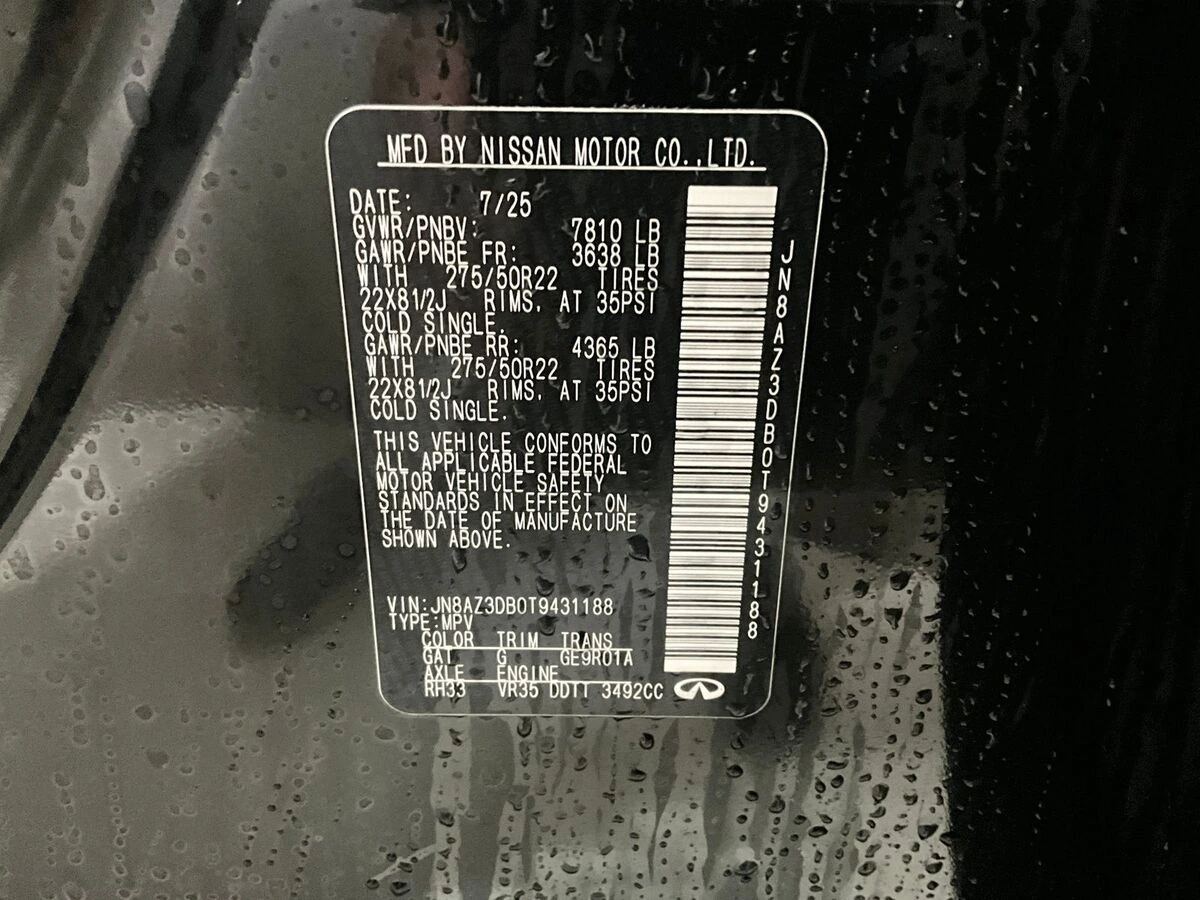 MFD BY NISSAN MOTOR CO.,LTD.
DATE: 7/25
GVWR/PNBV: 7810 LB
GAWR/PNBE FR: 3638 LB
WITH 275/50R22 TIRES
22X81/2J RIMS, AT 35PSI
COLD SINGLE.
GAWR/PNBE RR: 4365 LB
WITH 275/50R22 TIRES
22X81/2J RIMS, AT 35PSI
COLD SINGLE.
THIS VEHICLE CONFORMS TO
ALL APPLICABLE FEDERAL
MOTOR VEHICLE SAFETY
STANDARDS IN EFFECT ON
THE DATE OF MANUFACTURE
SHOWN ABOVE.
VIN:JN8AZ3DB0T9431188
TYPE:MPV
COLOR TRIM TRANS
GAT G GE9R01A
AXLE ENGINE
RH33 VR35 DDTT 3492CC
JN8AZ3DB0T9431188